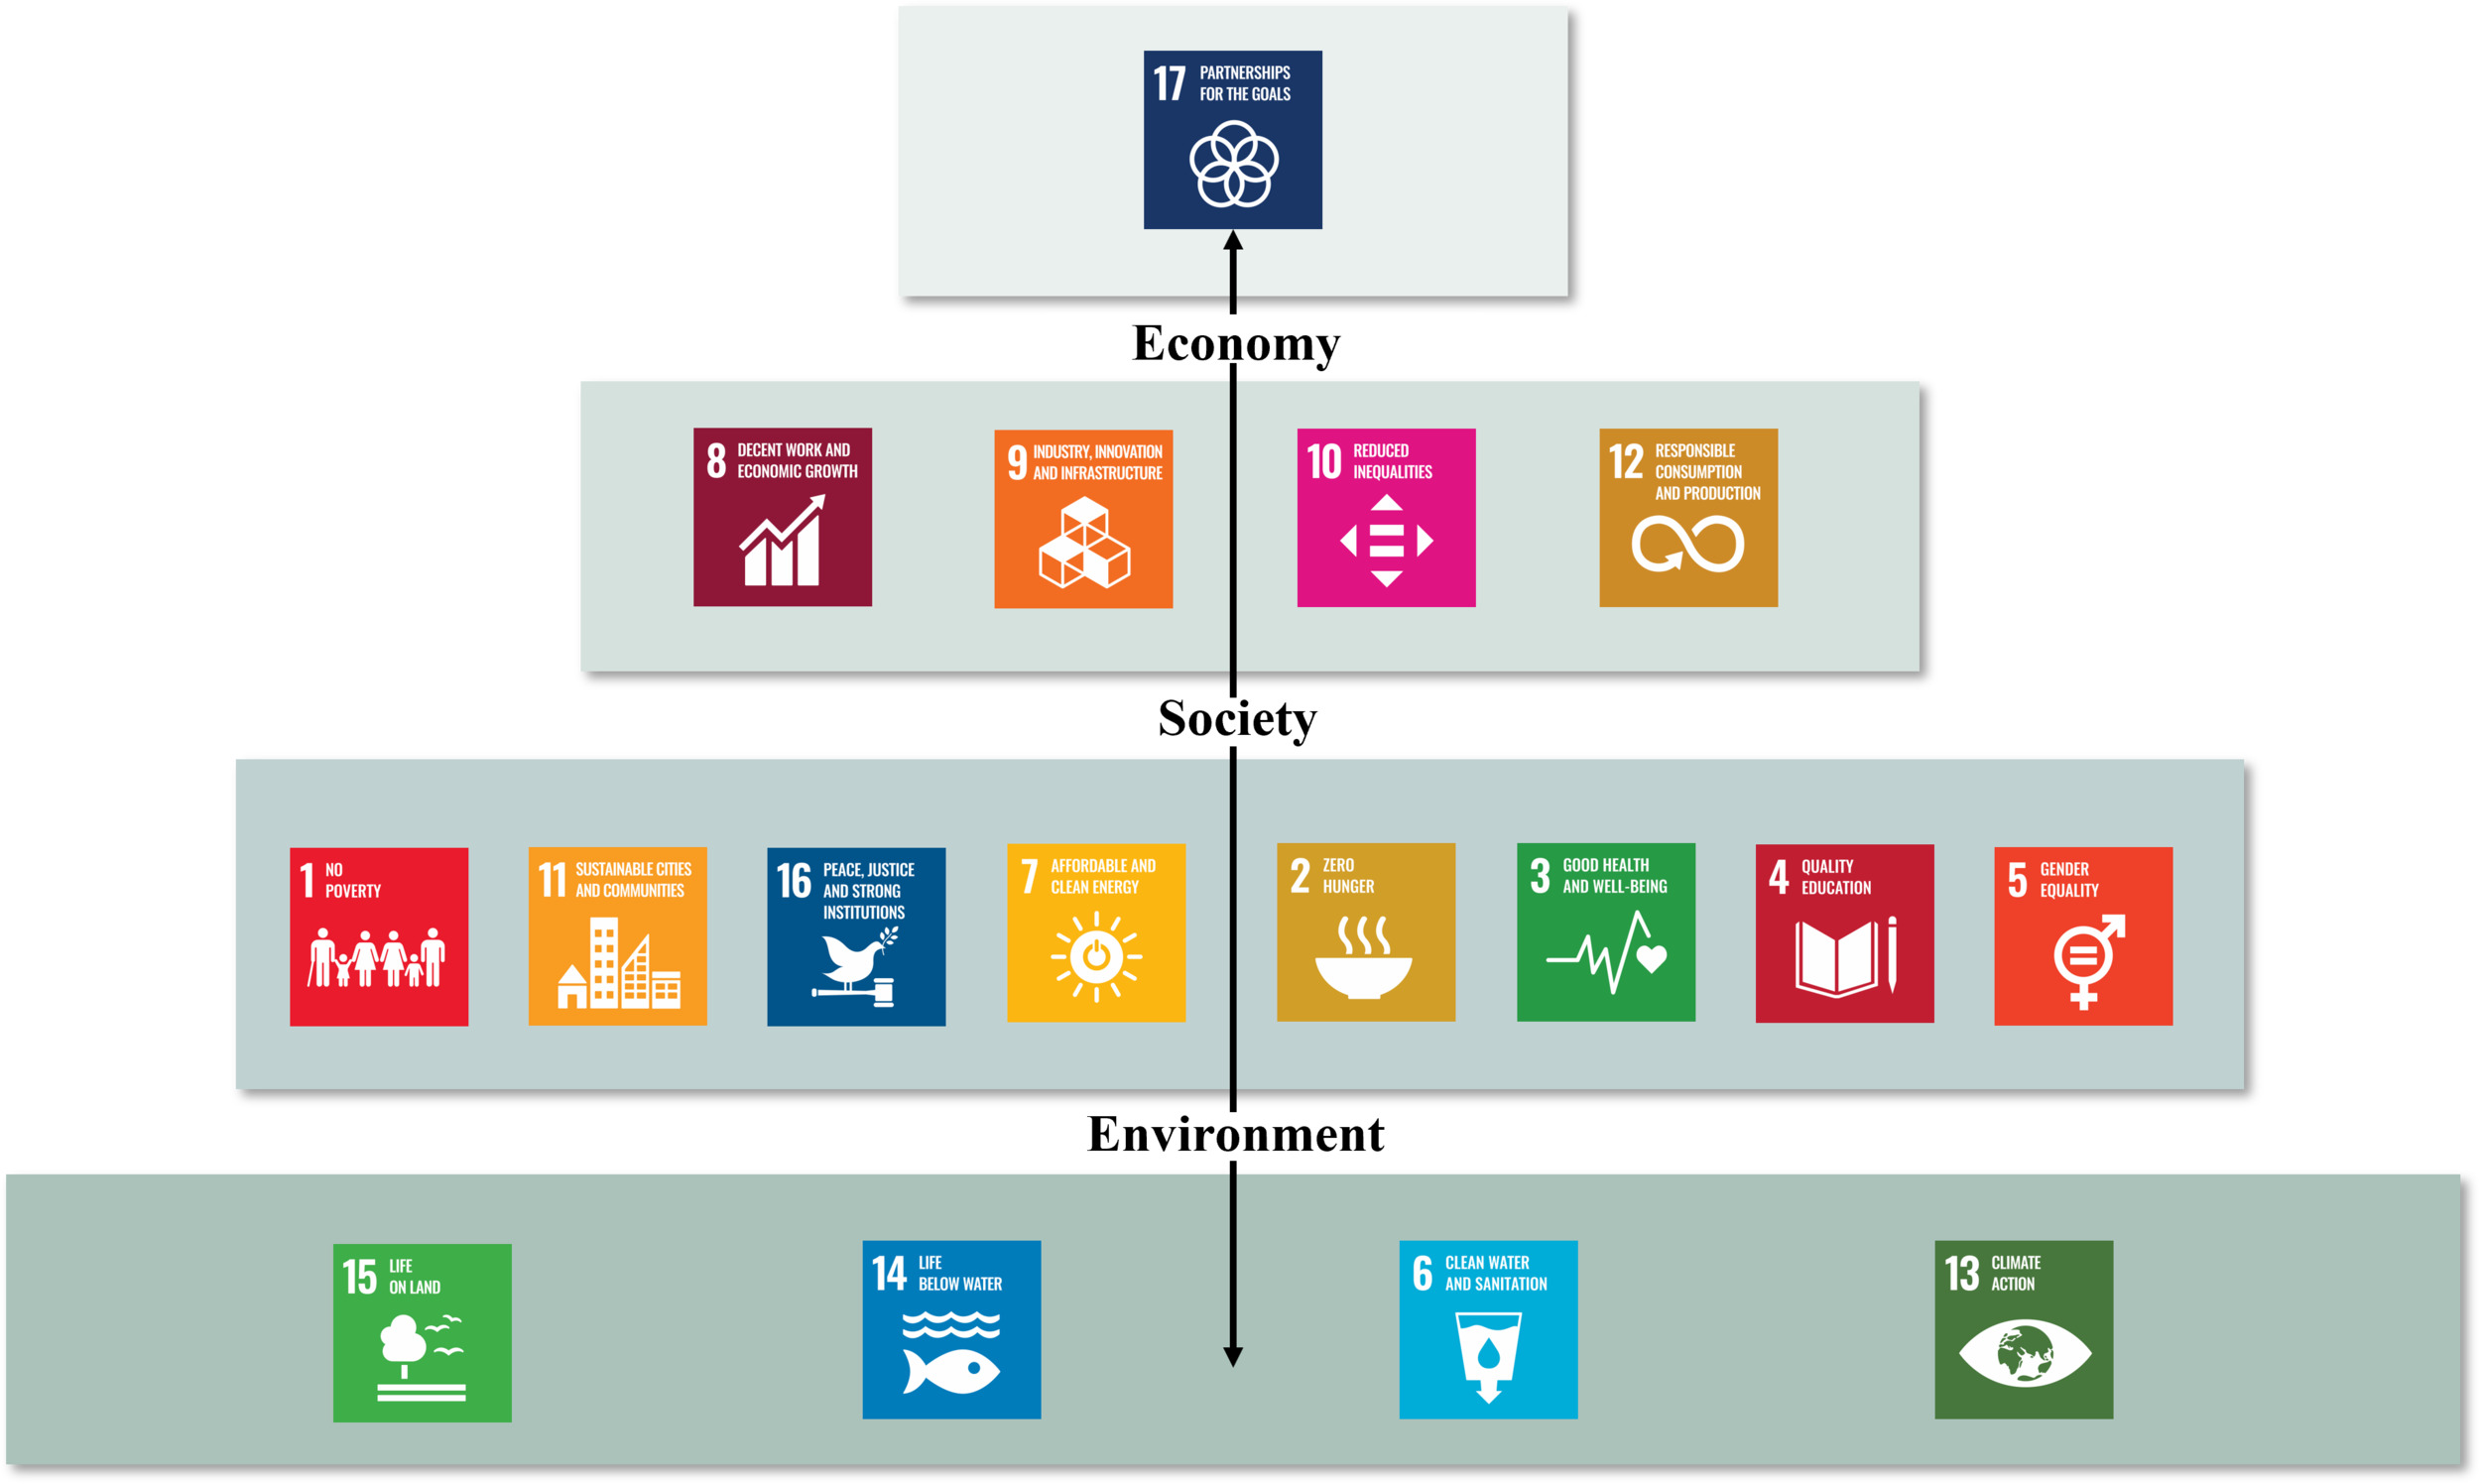 17 PARTNERSHIPS
FOR THE GOALS
Economy
8 DECENT WORK AND
ECONOMIC GROWTH
9 INDUSTRY, INNOVATION
AND INFRASTRUCTURE
10 REDUCED
INEQUALITIES
12 RESPONSIBLE
CONSUMPTION
AND PRODUCTION
Society
1 NO
POVERTY
11 SUSTAINABLE CITIES
AND COMMUNITIES
16 PEACE, JUSTICE
AND STRONG
INSTITUTIONS
7 AFFORDABLE AND
CLEAN ENERGY
2 ZERO
HUNGER
3 GOOD HEALTH
AND WELL-BEING
4 QUALITY
EDUCATION
5 GENDER
EQUALITY
Environment
15 LIFE
ON LAND
14 LIFE
BELOW WATER
6 CLEAN WATER
AND SANITATION
13 CLIMATE
ACTION